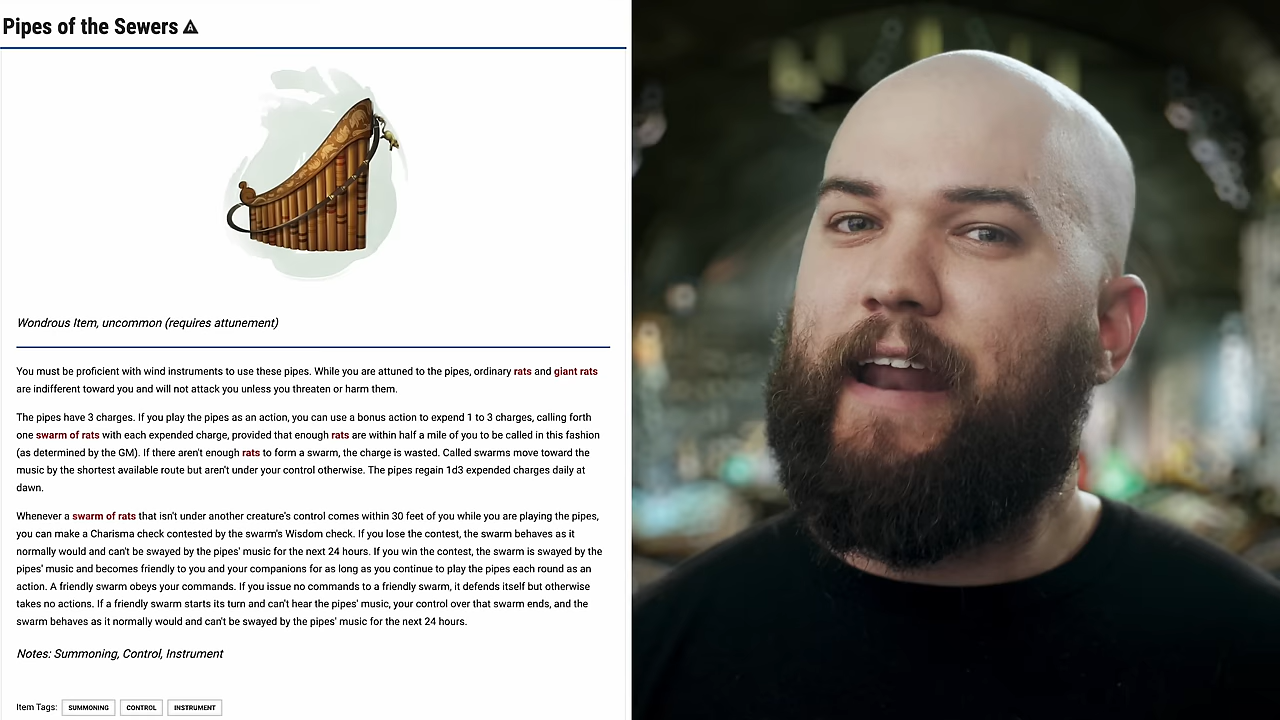 Pipes of the Sewers
Wondrous Item, uncommon (requires attunement)
You must be proficient with wind instruments to use these pipes. While you are attuned to the pipes, ordinary rats and giant rats
are indifferent toward you and will not attack you unless you threaten or harm them.
The pipes have 3 charges. If you play the pipes as an action, you can use a bonus action to expend 1 to 3 charges, calling forth
one swarm of rats with each expended charge, provided that enough rats are within half a mile of you to be called in this fashion
(as determined by the GM). If there aren't enough rats to form a swarm, the charge is wasted. Called swarms move toward the
music by the shortest available route but aren't under your control otherwise. The pipes regain 1d3 expended charges daily at
dawn.
Whenever a swarm of rats that isn't under another creature's control comes within 30 feet of you while you are playing the pipes,
you can make a Charisma check contested by the swarm's Wisdom check. If you lose the contest, the swarm behaves as it
normally would and can't be swayed by the pipes' music for the next 24 hours. If you win the contest, the swarm is swayed by the
pipes' music and becomes friendly to you and your companions for as long as you continue to play the pipes each round as an
action. A friendly swarm obeys your commands. If you issue no commands to a friendly swarm, it defends itself but otherwise
takes no actions. If a friendly swarm starts its turn and can't hear the pipes' music, your control over that swarm ends, and the
swarm behaves as it normally would and can't be swayed by the pipes' music for the next 24 hours.
Notes: Summoning, Control, Instrument
Item Tags: SUMMONING CONTROL INSTRUMENT